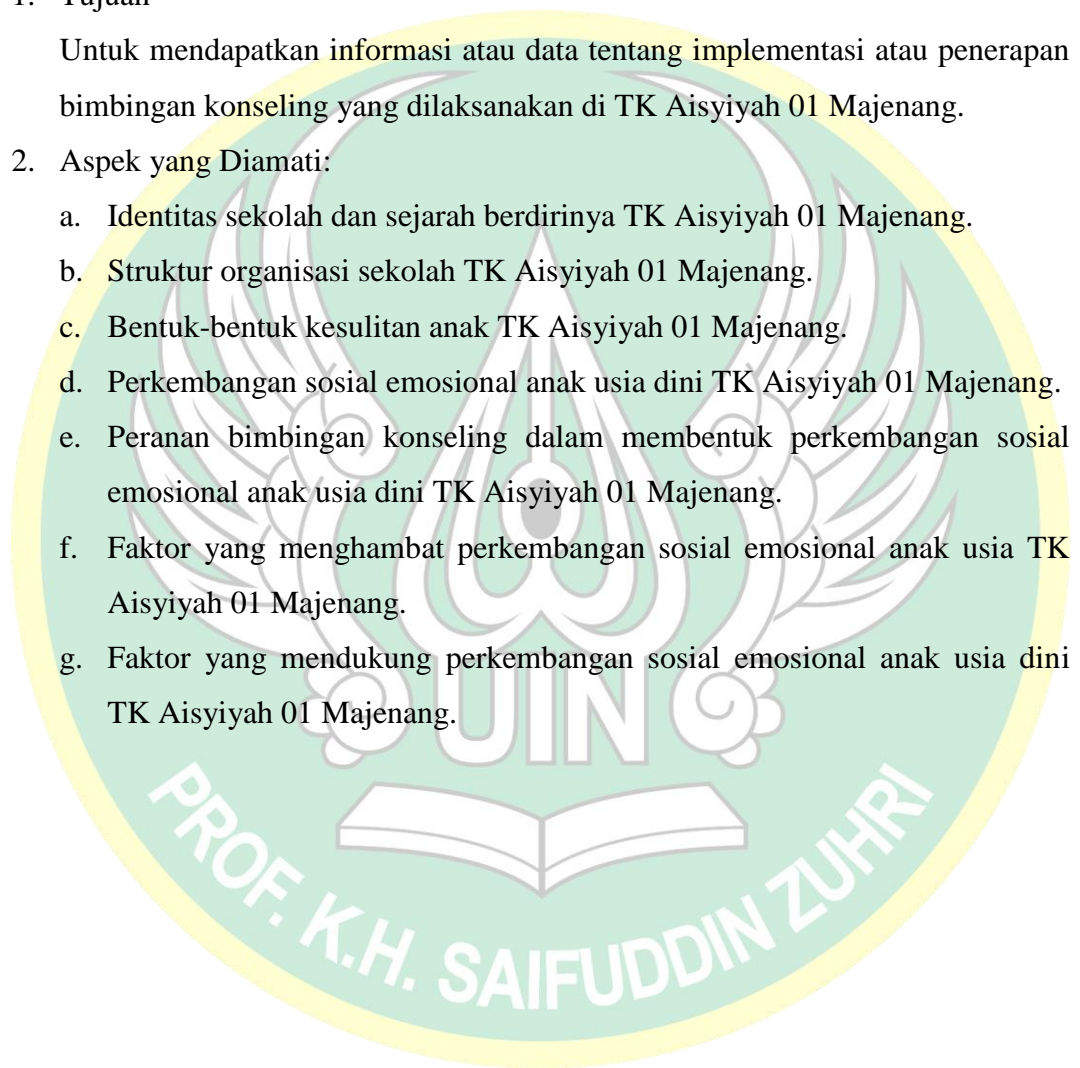 1. Tujuan
Untuk mendapatkan informasi atau data tentang implementasi atau penerapan
bimbingan konseling yang dilaksanakan di TK Aisyiyah 01 Majenang.
2. Aspek yang Diamati:
a. Identitas sekolah dan sejarah berdirinya TK Aisyiyah 01 Majenang.
b. Struktur organisasi sekolah TK Aisyiyah 01 Majenang.
c. Bentuk-bentuk kesulitan anak TK Aisyiyah 01 Majenang.
d. Perkembangan sosial emosional anak usia dini TK Aisyiyah 01 Majenang.
e. Peranan bimbingan konseling dalam membentuk perkembangan sosial
emosional anak usia dini TK Aisyiyah 01 Majenang.
f. Faktor yang menghambat perkembangan sosial emosional anak usia TK
Aisyiyah 01 Majenang.
g. Faktor yang mendukung perkembangan sosial emosional anak usia dini
TK Aisyiyah 01 Majenang.
UIN
PROF. K.H. SAIFUDDIN ZUHRI